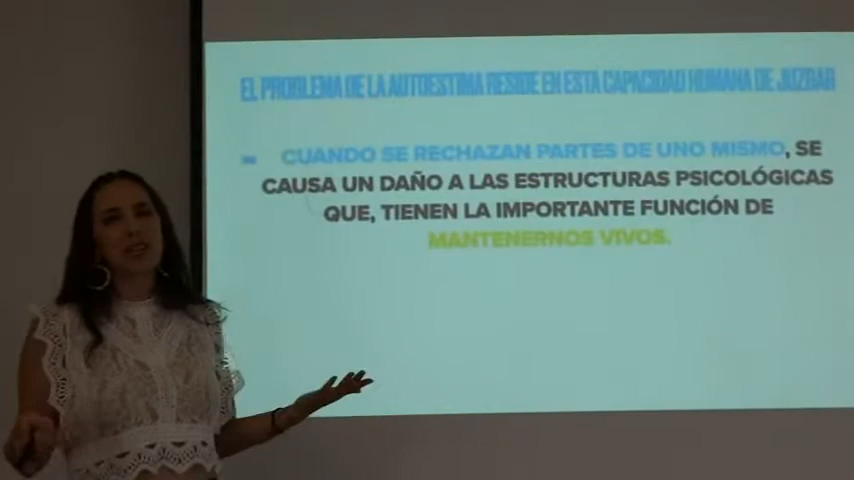 EL PROBLEMA DE LA AUTOESTIMA RESIDE EN ESTA CAPACIDAD HUMANA DE JUZGAR
- CUANDO SE RECHAZAN PARTES DE UNO MISMO, SE
CAUSA UN DAÑO A LAS ESTRUCTURAS PSICOLÓGICAS
QUE, TIENEN LA IMPORTANTE FUNCIÓN DE
MANTENERNOS VIVOS.